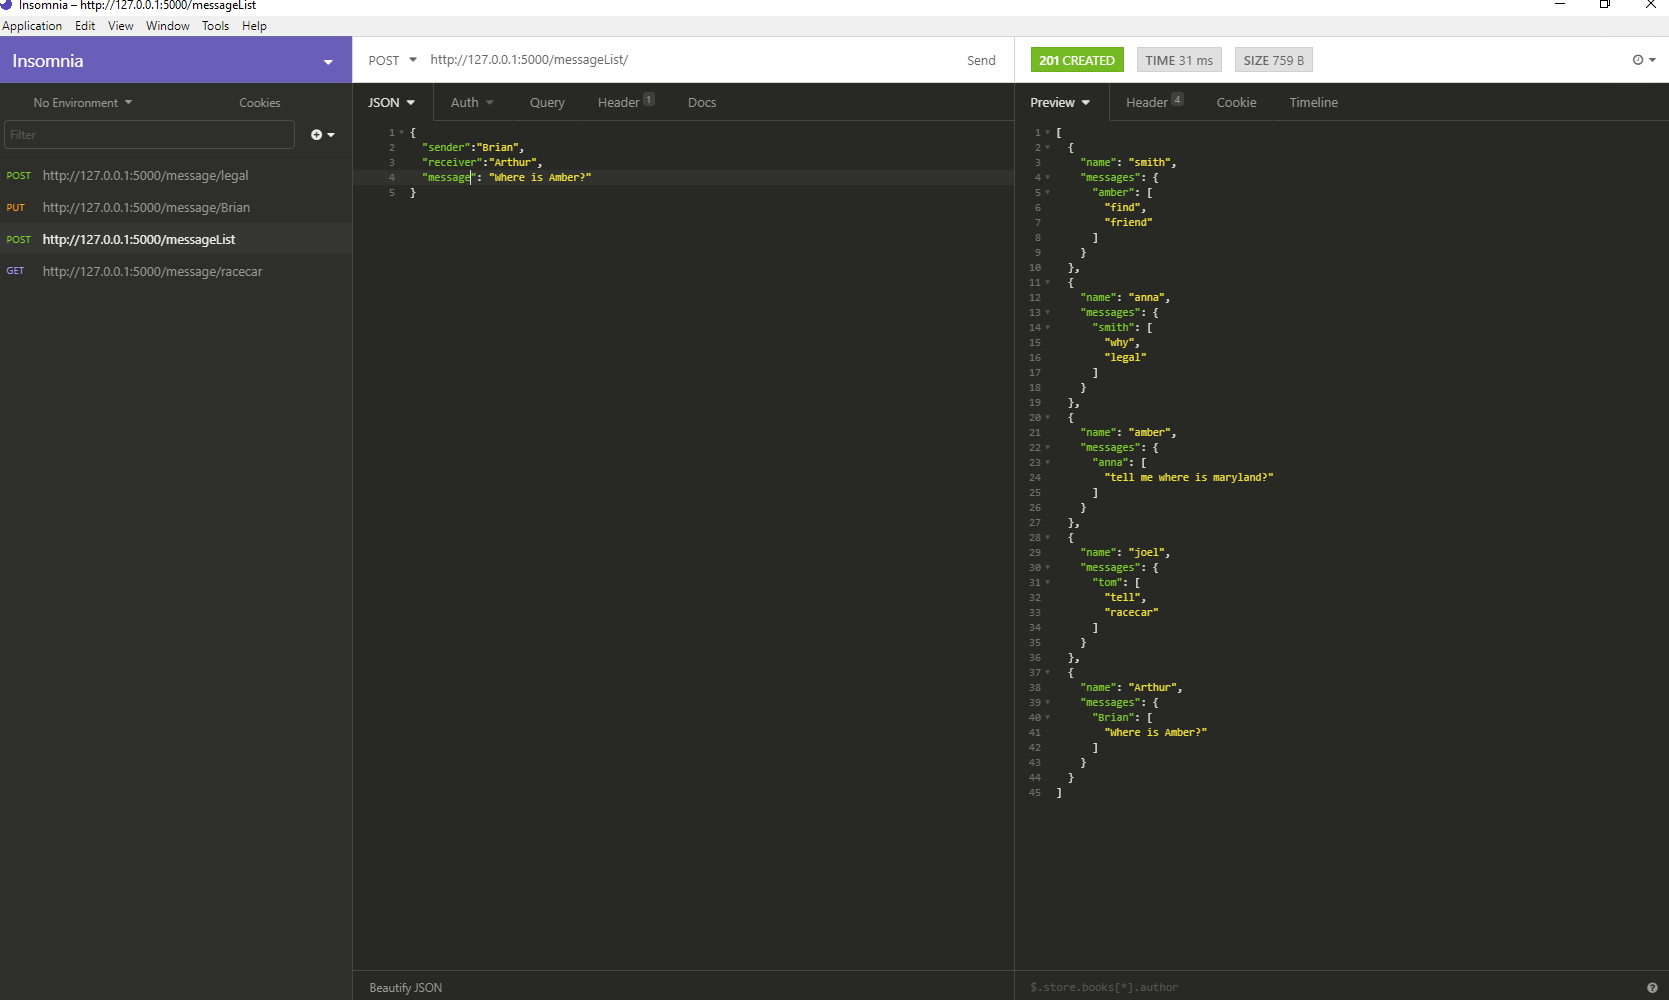 Insomnia – http://127.0.0.1:5000/messageList
Application Edit View Window Tools Help
Insomnia
No Environment Cookies
Filter
POST http://127.0.0.1:5000/message/legal
PUT http://127.0.0.1:5000/message/Brian
POST http://127.0.0.1:5000/messageList
GET http://127.0.0.1:5000/message/racecar
POST http://127.0.0.1:5000/messageList/ Send
JSON Auth Query Header 1 Docs
1 {
2 "sender":"Brian",
3 "receiver":"Arthur",
4 "message": "Where is Amber?"
5 }
Beautify JSON
201 CREATED TIME 31 ms SIZE 759 B
Preview Header 4 Cookie Timeline
1 [
2 {
3 "name": "smith",
4 "messages": {
5 "amber": [
6 "find",
7 "friend"
8 ]
9 }
10 },
11 {
12 "name": "anna",
13 "messages": {
14 "smith": [
15 "why",
16 "legal"
17 ]
18 }
19 },
20 {
21 "name": "amber",
22 "messages": {
23 "anna": [
24 "tell me where is maryland?"
25 ]
26 }
27 },
28 {
29 "name": "joel",
30 "messages": {
31 "tom": [
32 "tell",
33 "racecar"
34 ]
35 }
36 },
37 {
38 "name": "Arthur",
39 "messages": {
40 "Brian": [
41 "Where is Amber?"
42 ]
43 }
44 }
45 ]
$.store.books[*].author